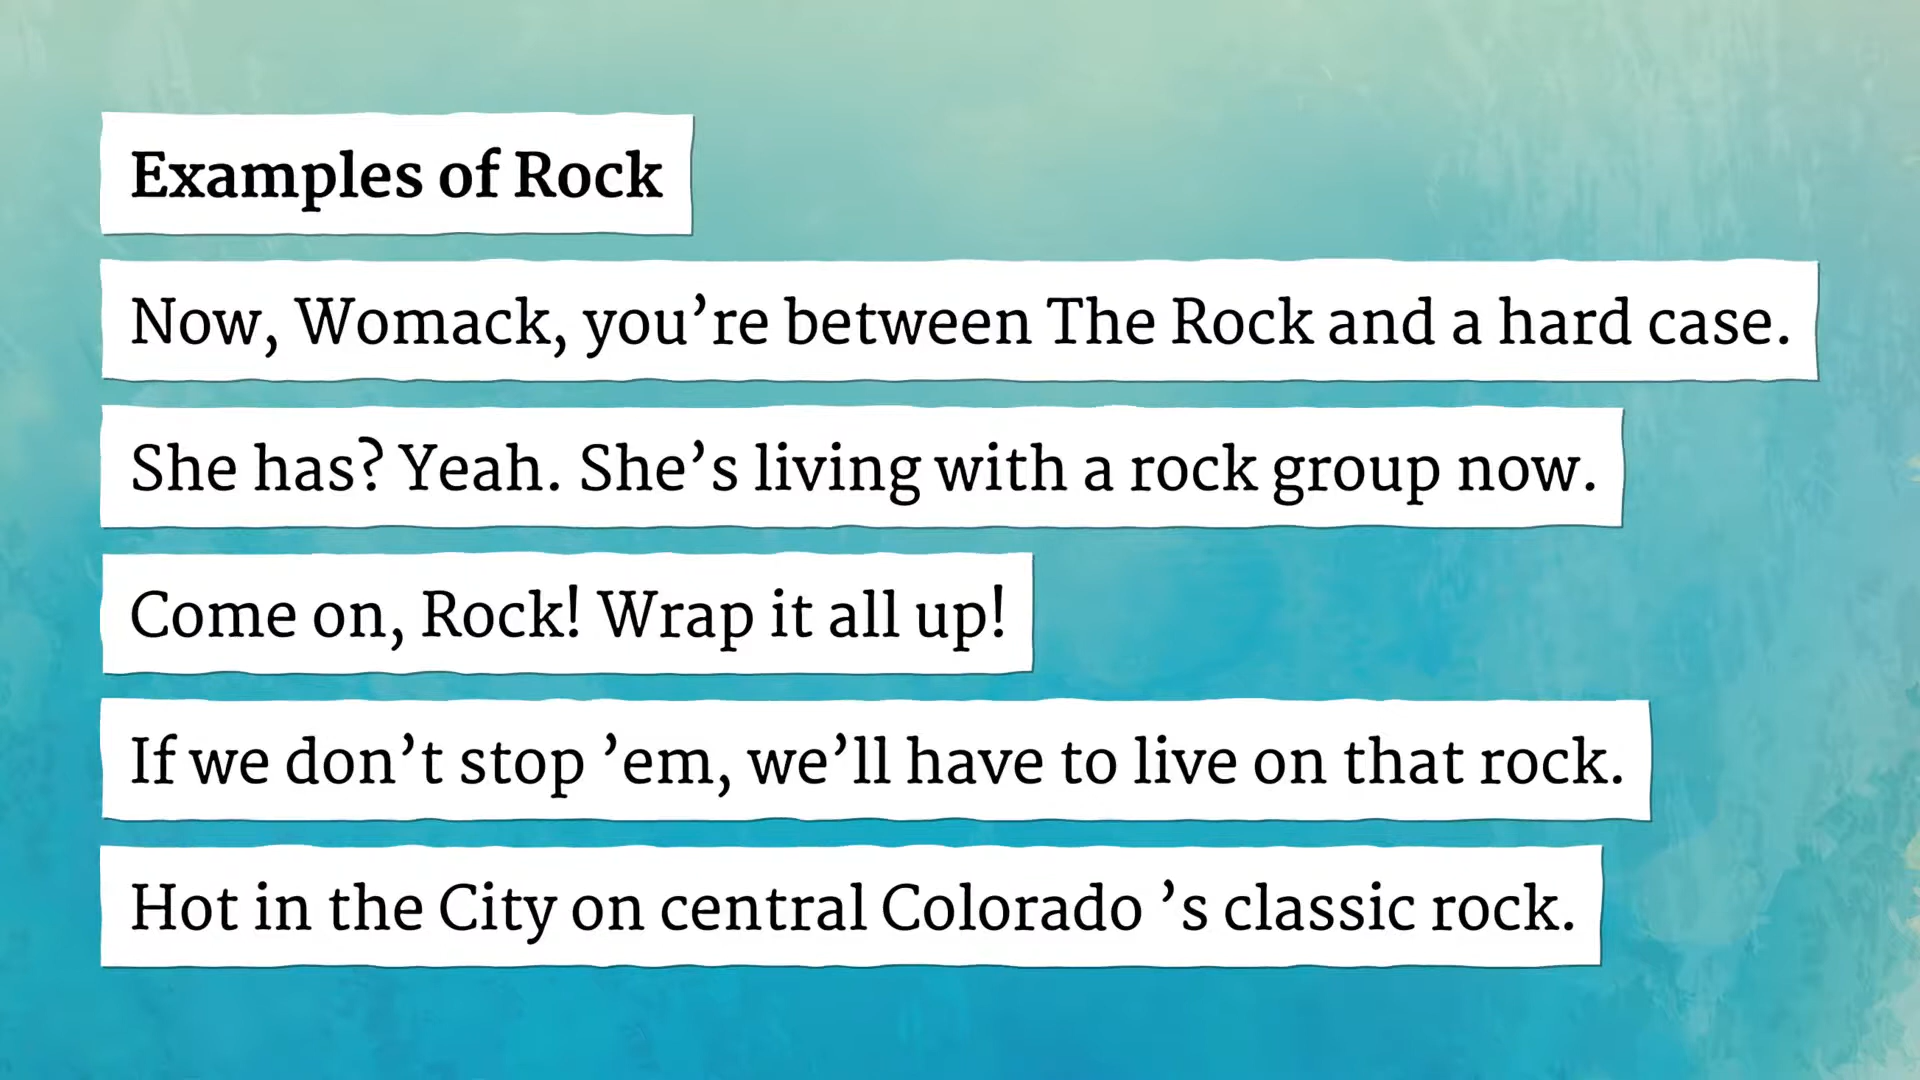 Examples of Rock
Now, Womack, you’re between The Rock and a hard case.
She has? Yeah. She’s living with a rock group now.
Come on, Rock! Wrap it all up!
If we don’t stop ’em, we’ll have to live on that rock.
Hot in the City on central Colorado ’s classic rock.